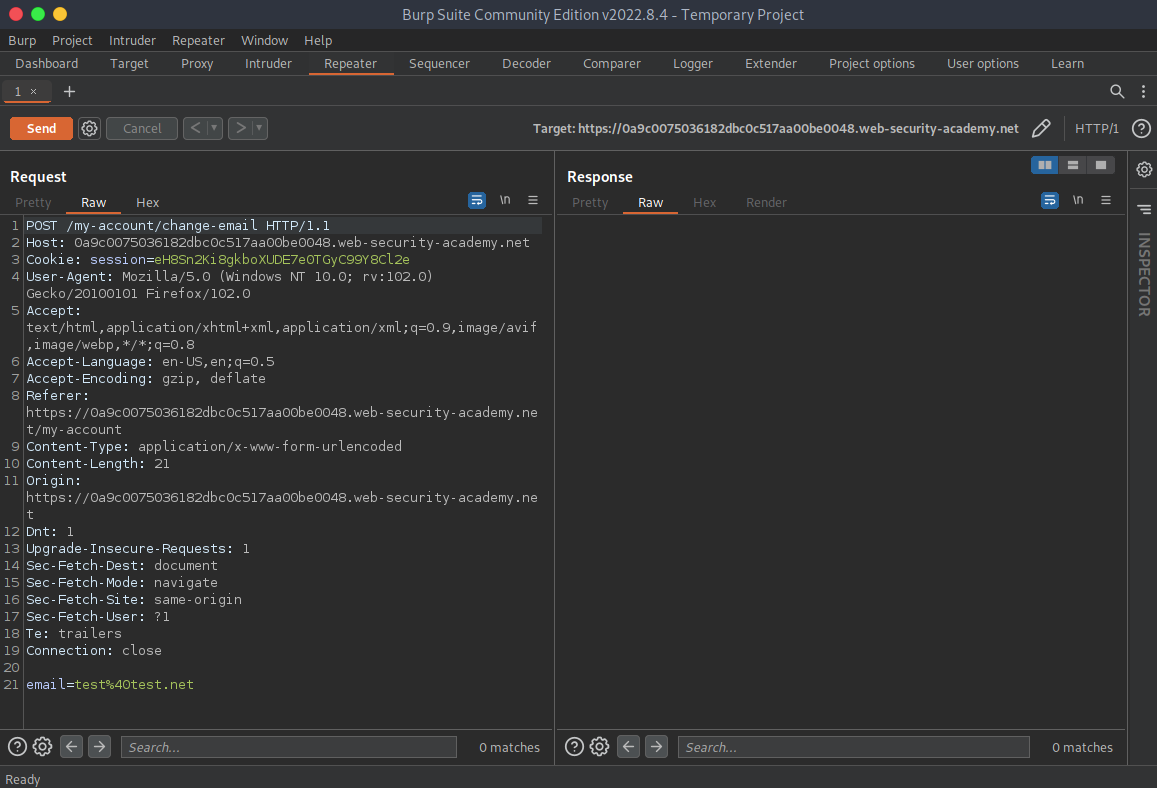 Burp Suite Community Edition v2022.8.4 - Temporary Project
Burp Project Intruder Repeater Window Help
Dashboard Target Proxy Intruder Repeater Sequencer Decoder Comparer Logger Extender Project options User options Learn
1 × +
Send Cancel < > Target: https://0a9c0075036182dbc0c517aa00be0048.web-security-academy.net HTTP/1 ?
Request
Pretty Raw Hex \n
1 POST /my-account/change-email HTTP/1.1
2 Host: 0a9c0075036182dbc0c517aa00be0048.web-security-academy.net
3 Cookie: session=eH8Sn2Ki8gkboXUDE7e0TGyC99Y8Cl2e
4 User-Agent: Mozilla/5.0 (Windows NT 10.0; rv:102.0)
Gecko/20100101 Firefox/102.0
5 Accept:
text/html,application/xhtml+xml,application/xml;q=0.9,image/avif
,image/webp,*/*;q=0.8
6 Accept-Language: en-US,en;q=0.5
7 Accept-Encoding: gzip, deflate
8 Referer:
https://0a9c0075036182dbc0c517aa00be0048.web-security-academy.ne
t/my-account
9 Content-Type: application/x-www-form-urlencoded
10 Content-Length: 21
11 Origin:
https://0a9c0075036182dbc0c517aa00be0048.web-security-academy.ne
t
12 Dnt: 1
13 Upgrade-Insecure-Requests: 1
14 Sec-Fetch-Dest: document
15 Sec-Fetch-Mode: navigate
16 Sec-Fetch-Site: same-origin
17 Sec-Fetch-User: ?1
18 Te: trailers
19 Connection: close
20
21 email=test%40test.net
? Search... 0 matches
Response
Pretty Raw Hex Render \n
? Search... 0 matches
INSPECTOR
Ready